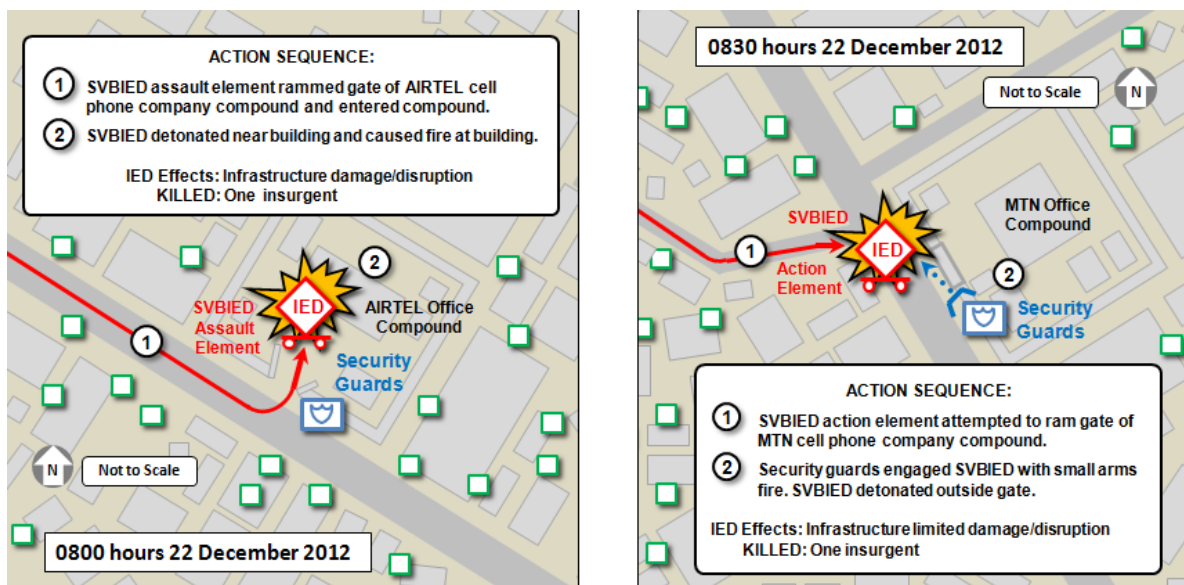 ACTION SEQUENCE:
1 SVBIED assault element rammed gate of AIRTEL cell
phone company compound and entered compound.
2 SVBIED detonated near building and caused fire at building.
IED Effects: Infrastructure damage/disruption
KILLED: One insurgent
2
IED
SVBIED
Assault
Element
AIRTEL Office
Compound
1
Security
Guards
N
Not to Scale
0800 hours 22 December 2012
0830 hours 22 December 2012
Not to Scale
N
SVBIED
IED
MTN Office
Compound
1
Action
Element
2
Security
Guards
ACTION SEQUENCE:
1 SVBIED action element attempted to ram gate of
MTN cell phone company compound.
2 Security guards engaged SVBIED with small arms
fire. SVBIED detonated outside gate.
IED Effects: Infrastructure limited damage/disruption
KILLED: One insurgent